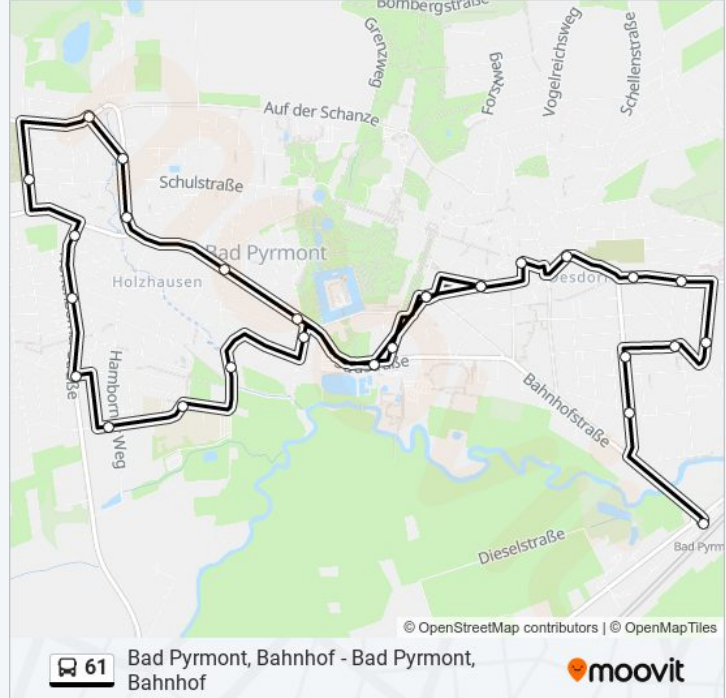 Bombergstraße
Grenzweg
Forstweg
Vogelreichsweg
Schellenstraße
Auf der Schanze
Schulstraße
Bad Pyrmont
Holzhausen
Oesdorf
Hamborner Weg
Bahnhofstraße
Dieselstraße
Bad Pyrm
© OpenStreetMap contributors | © OpenMapTiles
61
Bad Pyrmont, Bahnhof - Bad Pyrmont,
Bahnhof
moovit